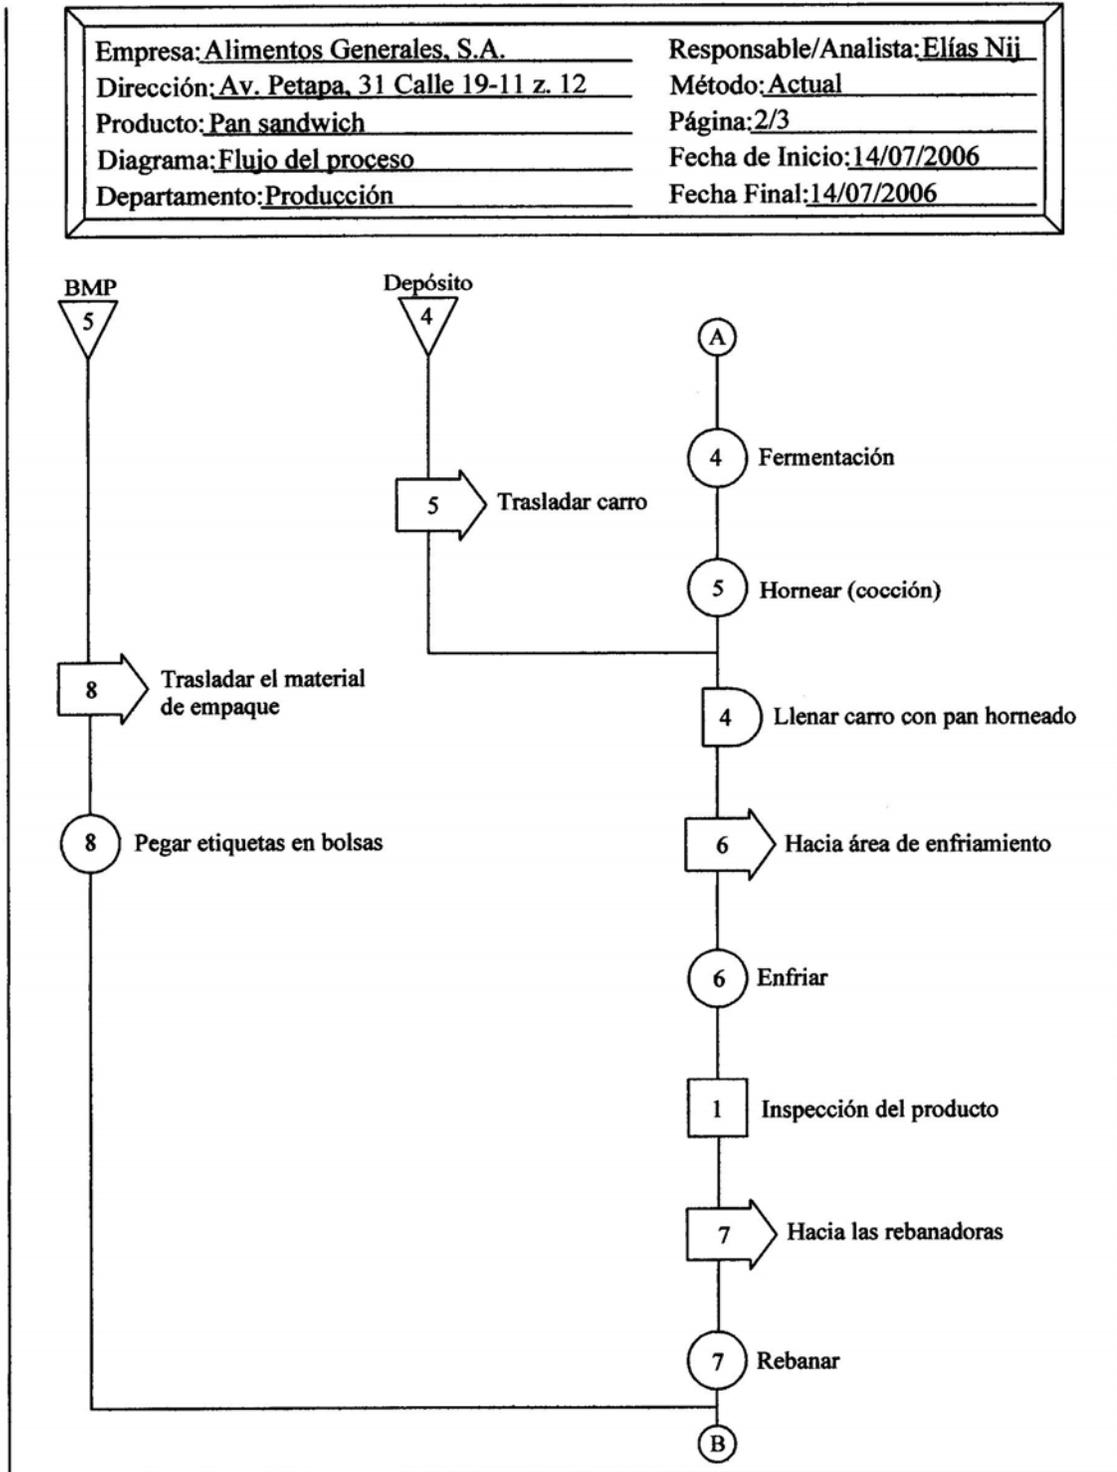 Empresa: Alimentos Generales, S.A.
Dirección: Av. Petapa, 31 Calle 19-11 z. 12
Producto: Pan sandwich
Diagrama: Flujo del proceso
Departamento: Producción
Responsable/Analista: Elías Nij
Método: Actual
Página: 2/3
Fecha de Inicio: 14/07/2006
Fecha Final: 14/07/2006
BMP
5
Depósito
4
A
4 Fermentación
5 Trasladar carro
5 Hornear (cocción)
8 Trasladar el material
de empaque
4 Llenar carro con pan horneado
8 Pegar etiquetas en bolsas
6 Hacia área de enfriamiento
6 Enfriar
1 Inspección del producto
7 Hacia las rebanadoras
7 Rebanar
B